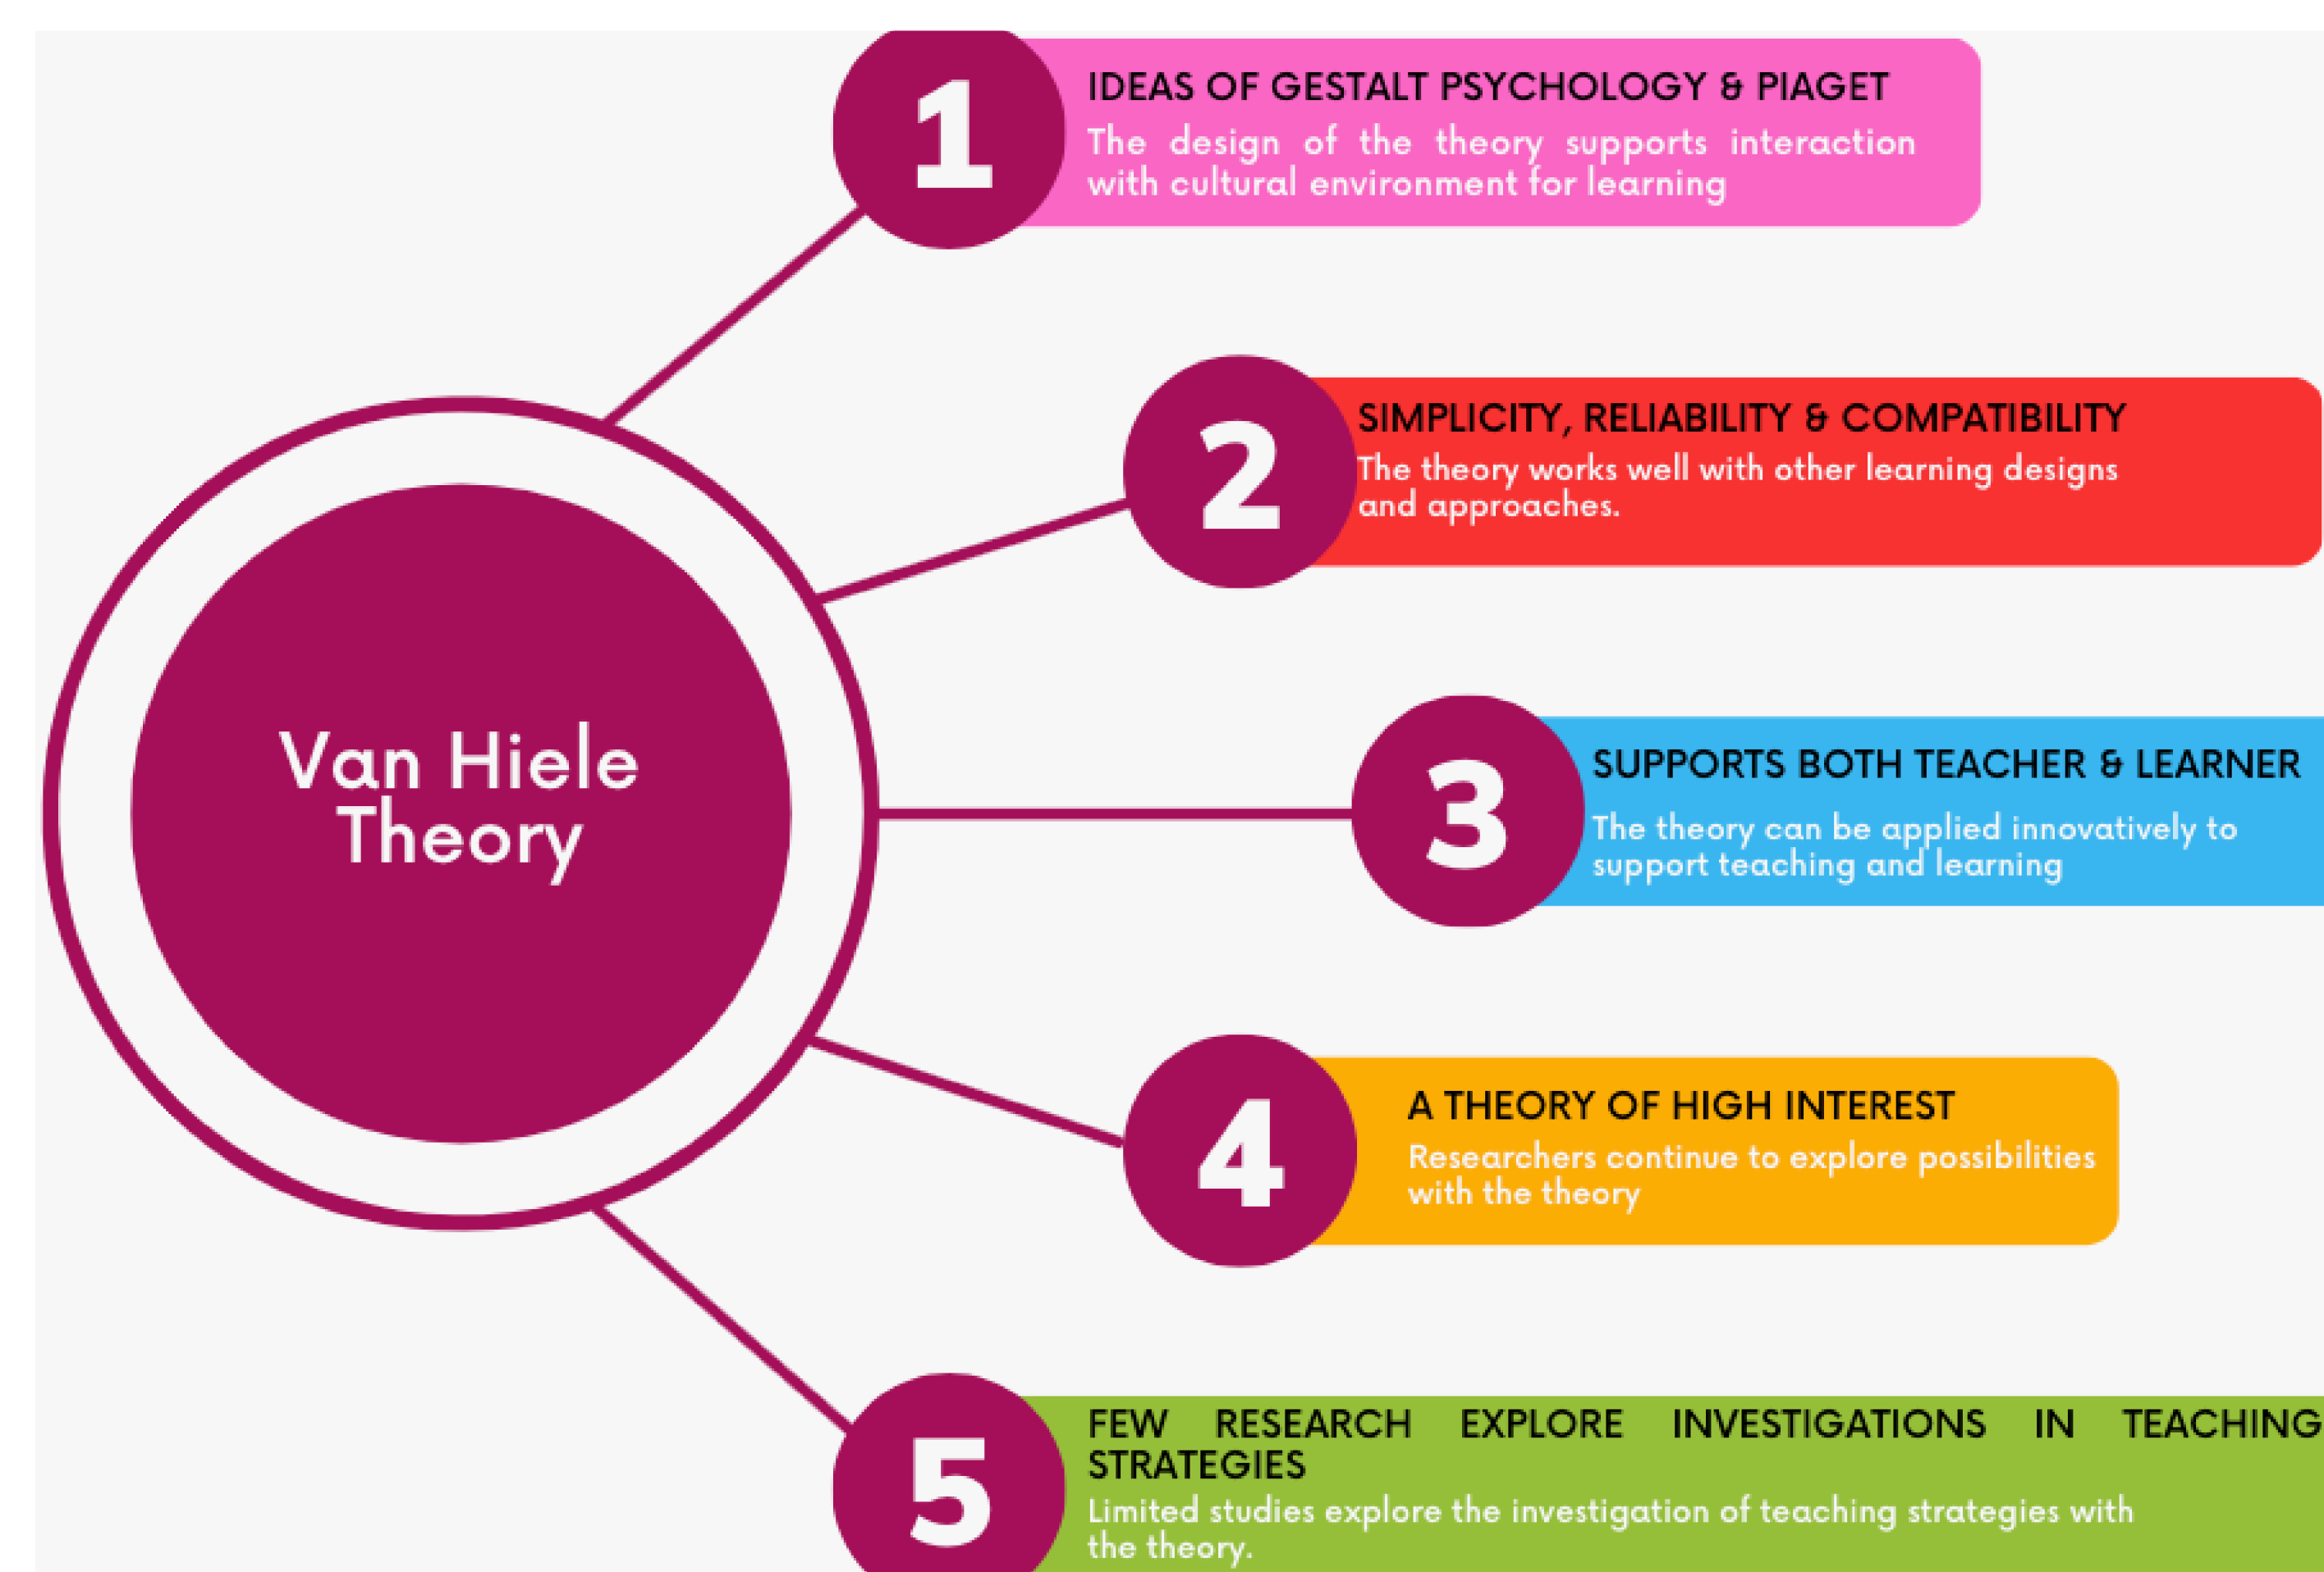 1
IDEAS OF GESTALT PSYCHOLOGY & PIAGET
The design of the theory supports interaction
with cultural environment for learning
2
SIMPLICITY, RELIABILITY & COMPATIBILITY
The theory works well with other learning designs
and approaches.
Van Hiele
Theory
3
SUPPORTS BOTH TEACHER & LEARNER
The theory can be applied innovatively to
support teaching and learning
4
A THEORY OF HIGH INTEREST
Researchers continue to explore possibilities
with the theory
5
FEW RESEARCH EXPLORE INVESTIGATIONS IN TEACHING
STRATEGIES
Limited studies explore the investigation of teaching strategies with
the theory.